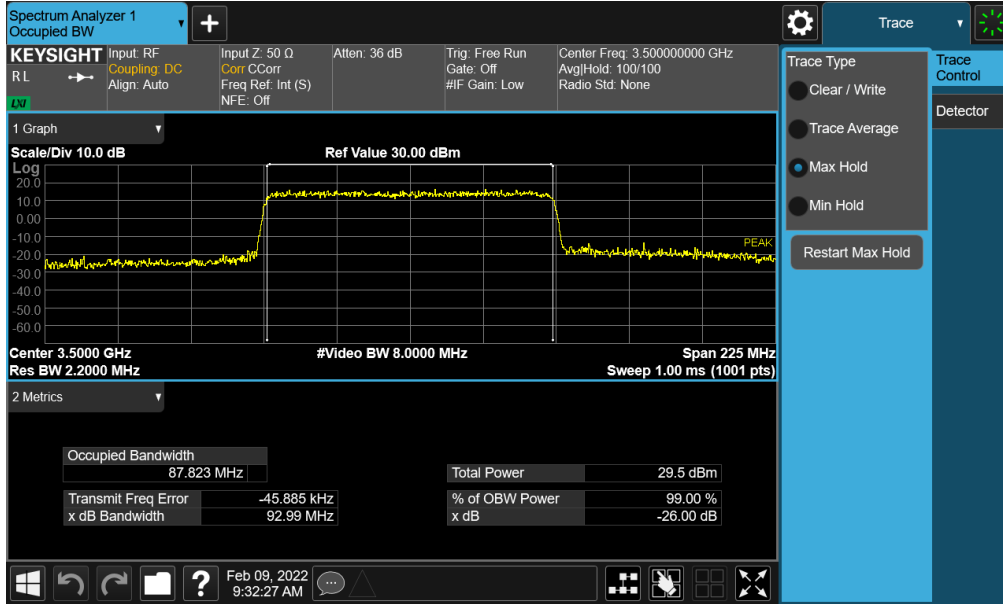 Spectrum Analyzer 1
Occupied BW
+
Trace
KEYSIGHT
RL
LXI
Input: RF
Coupling: DC
Align: Auto
Input Z: 50 Ω
Corr CCorr
Freq Ref: Int (S)
NFE: Off
Atten: 36 dB
Trig: Free Run
Gate: Off
#IF Gain: Low
Center Freq: 3.500000000 GHz
Avg|Hold: 100/100
Radio Std: None
Trace Type
Clear / Write
Trace Average
Max Hold
Min Hold
Restart Max Hold
Trace
Control
Detector
1 Graph
Scale/Div 10.0 dB
Ref Value 30.00 dBm
Log
20.0
10.0
0.00
-10.0
-20.0
-30.0
-40.0
-50.0
-60.0
PEAK
Center 3.5000 GHz
#Video BW 8.0000 MHz
Span 225 MHz
Res BW 2.2000 MHz
Sweep 1.00 ms (1001 pts)
2 Metrics
Occupied Bandwidth
87.823 MHz
Total Power 29.5 dBm
Transmit Freq Error -45.885 kHz
% of OBW Power 99.00 %
x dB Bandwidth 92.99 MHz
x dB -26.00 dB
?
Feb 09, 2022
9:32:27 AM